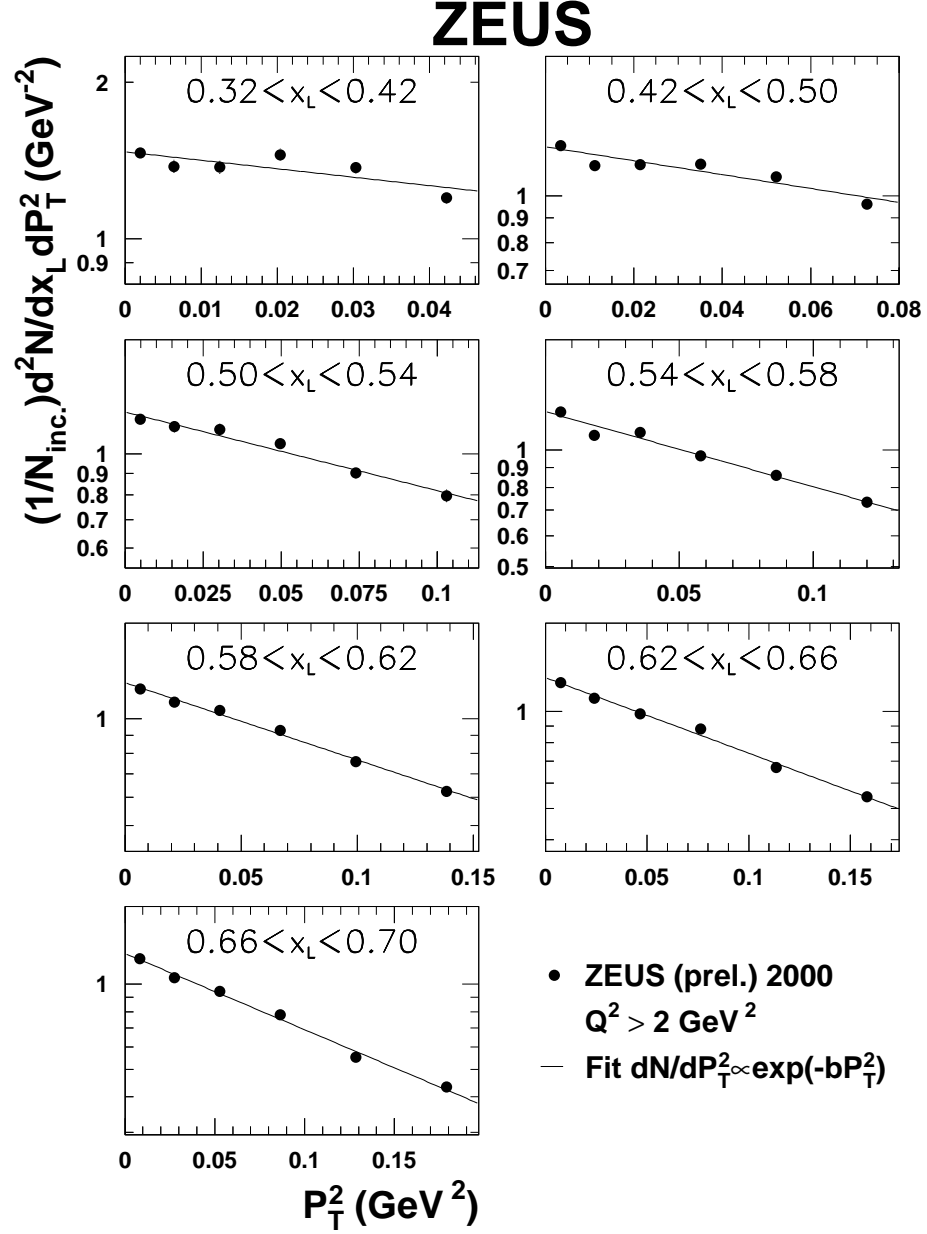 ZEUS
(1/N_inc.)d²N/dx_L dP_T² (GeV⁻²)
0.32<x_L<0.42
2
1
0.9
0 0.01 0.02 0.03 0.04
0.42<x_L<0.50
1
0.9
0.8
0.7
0 0.02 0.04 0.06 0.08
0.50<x_L<0.54
1
0.9
0.8
0.7
0.6
0 0.025 0.05 0.075 0.1
0.54<x_L<0.58
1
0.9
0.8
0.7
0.6
0.5
0 0.05 0.1
0.58<x_L<0.62
1
0 0.05 0.1 0.15
0.62<x_L<0.66
1
0 0.05 0.1 0.15
0.66<x_L<0.70
1
0 0.05 0.1 0.15
P_T² (GeV²)
ZEUS (prel.) 2000
Q² > 2 GeV²
Fit dN/dP_T²∝exp(-bP_T²)